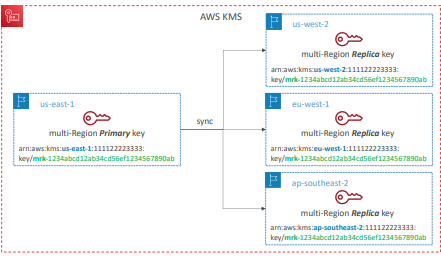 AWS KMS
us-east-1
multi-Region Primary key
arn:aws:kms:us-east-1:111122223333:
key/mrk-1234abcd12ab34cd56ef1234567890ab
sync
us-west-2
multi-Region Replica key
arn:aws:kms:us-west-2:111122223333:
key/mrk-1234abcd12ab34cd56ef1234567890ab
eu-west-1
multi-Region Replica key
arn:aws:kms:eu-west-1:111122223333:
key/mrk-1234abcd12ab34cd56ef1234567890ab
ap-southeast-2
multi-Region Replica key
arn:aws:kms:ap-southeast-2:111122223333:
key/mrk-1234abcd12ab34cd56ef1234567890ab